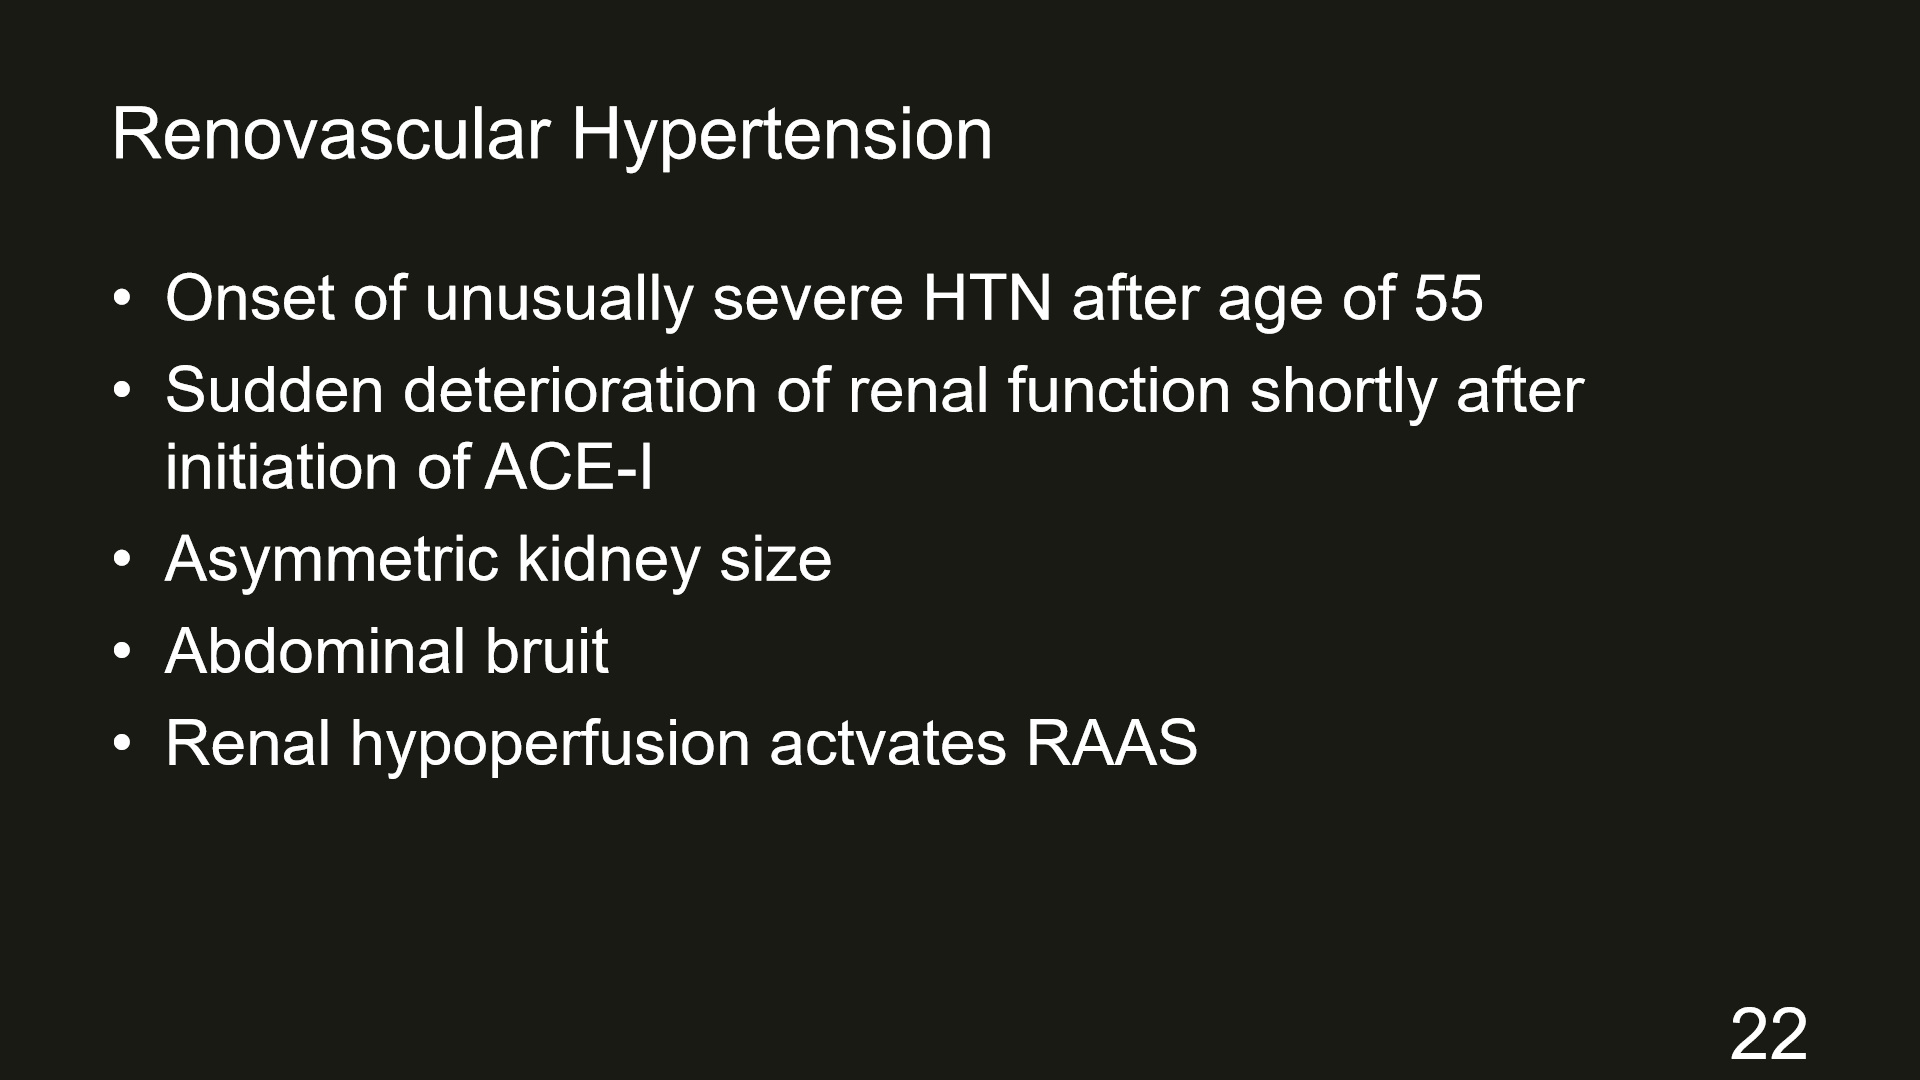 Renovascular Hypertension
• Onset of unusually severe HTN after age of 55
• Sudden deterioration of renal function shortly after
initiation of ACE-I
• Asymmetric kidney size
• Abdominal bruit
• Renal hypoperfusion actvates RAAS
22